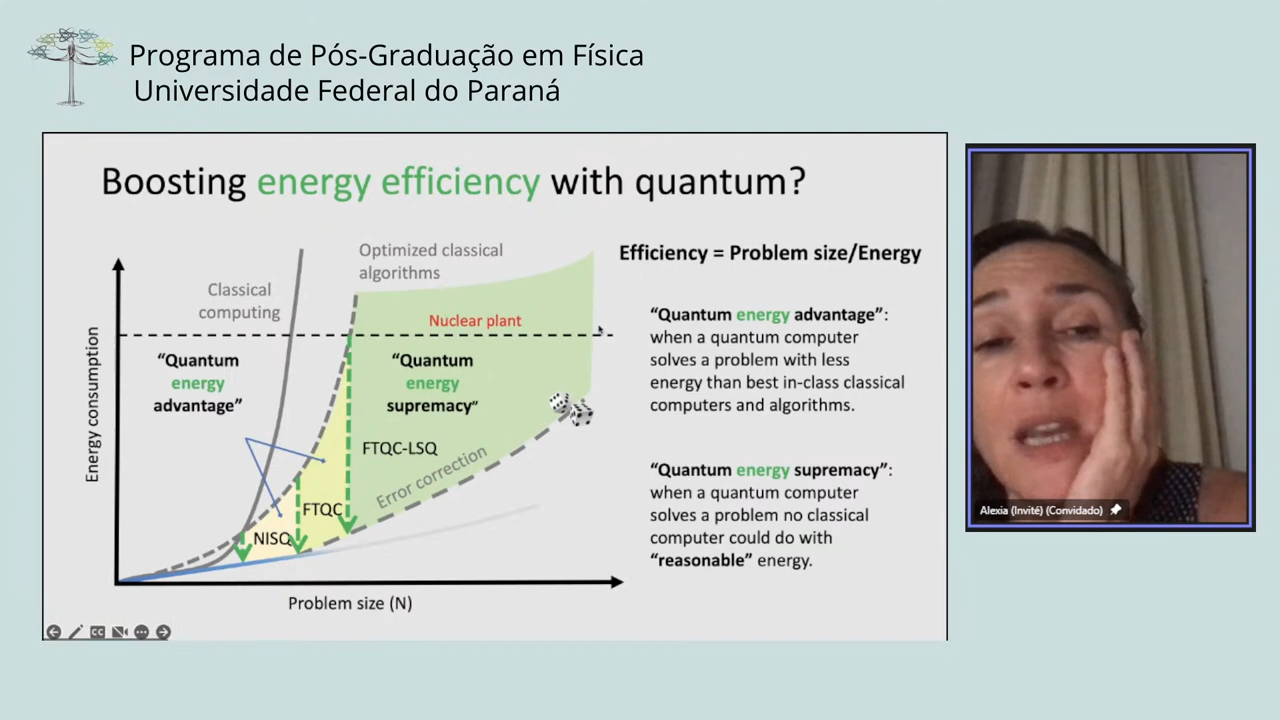 Programa de Pós-Graduação em Física
Universidade Federal do Paraná
Boosting energy efficiency with quantum?
Optimized classical
algorithms
Classical
computing
Nuclear plant
"Quantum
energy
advantage"
"Quantum
energy
supremacy"
FTQC-LSQ
Error correction
FTQC
NISQ
Energy consumption
Problem size (N)
Efficiency = Problem size/Energy
"Quantum energy advantage":
when a quantum computer
solves a problem with less
energy than best in-class classical
computers and algorithms.
"Quantum energy supremacy":
when a quantum computer
solves a problem no classical
computer could do with
"reasonable" energy.
CC
Alexia (Invité) (Convidado)